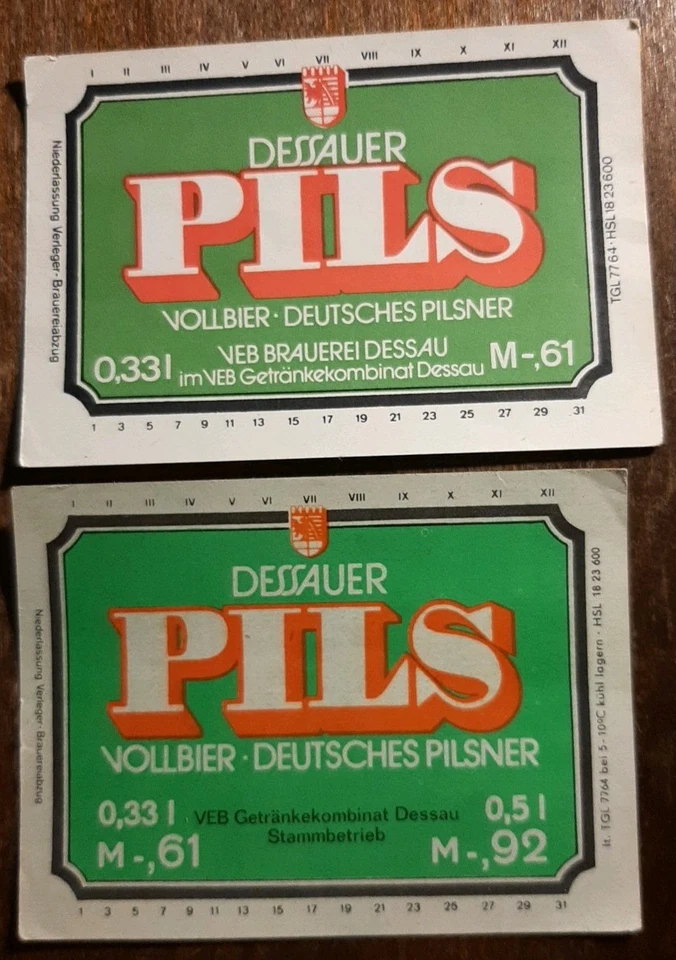 I II III IV V VI VII VIII IX X XI XII
DESSAUER
PILS
VOLLBIER · DEUTSCHES PILSNER
0,33 l
VEB BRAUEREI DESSAU
im VEB Getränkekombinat Dessau
M-,61
1 3 5 7 9 11 13 15 17 19 21 23 25 27 29 31
Niederlassung Verleger · Brauereiabzug
TGL 7764 · HSL 18 23 600
I II III IV V VI VII VIII IX X XI XII
DESSAUER
PILS
VOLLBIER · DEUTSCHES PILSNER
0,33 l
M-,61
VEB Getränkekombinat Dessau
Stammbetrieb
0,5 l
M-,92
1 3 5 7 9 11 13 15 17 19 21 23 25 27 29 31
Niederlassung Verleger · Brauereiabzug
lt. TGL 7764 bei 5-10°C kühl lagern · HSL 18 23 600